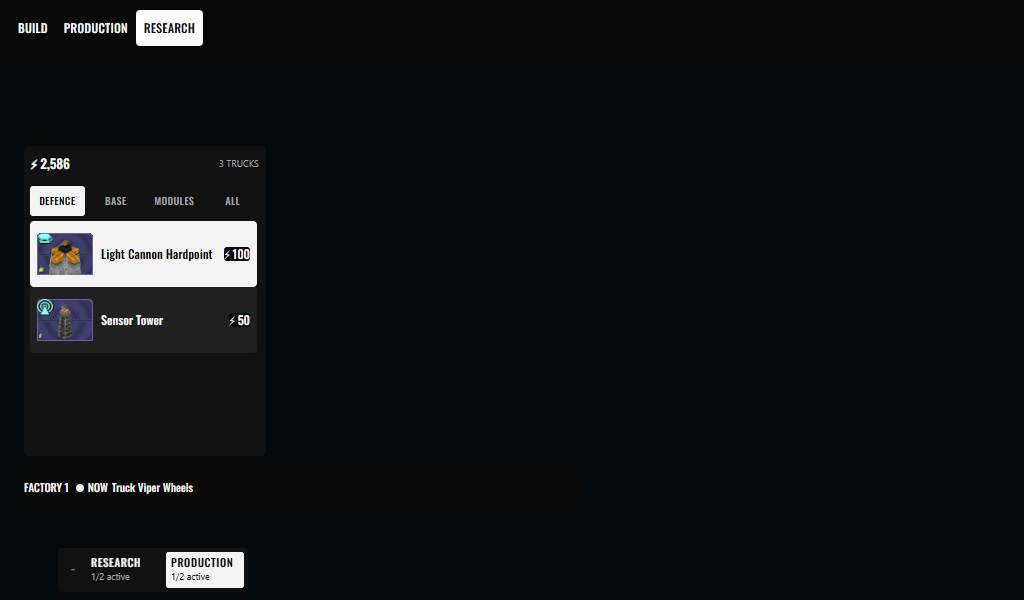 BUILD PRODUCTION RESEARCH
2,586 3 TRUCKS
DEFENCE BASE MODULES ALL
Light Cannon Hardpoint 100
Sensor Tower 50
FACTORY 1 NOW Truck Viper Wheels
- RESEARCH PRODUCTION
1/2 active 1/2 active